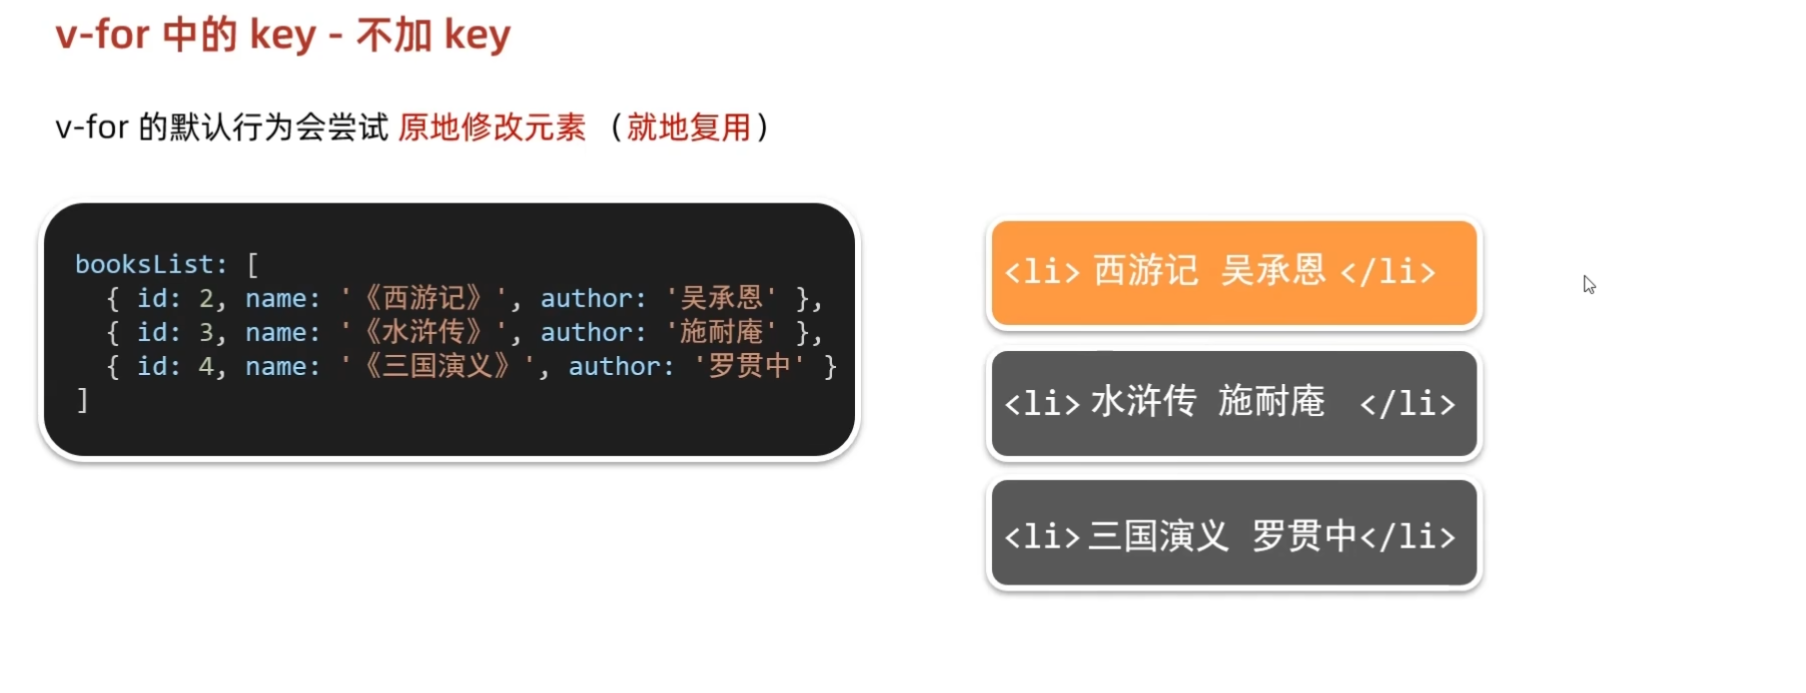 v-for 中的 key - 不加 key
v-for 的默认行为会尝试 原地修改元素 （就地复用）
booksList: [
  { id: 2, name: '《西游记》', author: '吴承恩' },
  { id: 3, name: '《水浒传》', author: '施耐庵' },
  { id: 4, name: '《三国演义》', author: '罗贯中' }
]
<li> 西游记 吴承恩 </li>
<li> 水浒传 施耐庵 </li>
<li> 三国演义 罗贯中</li>